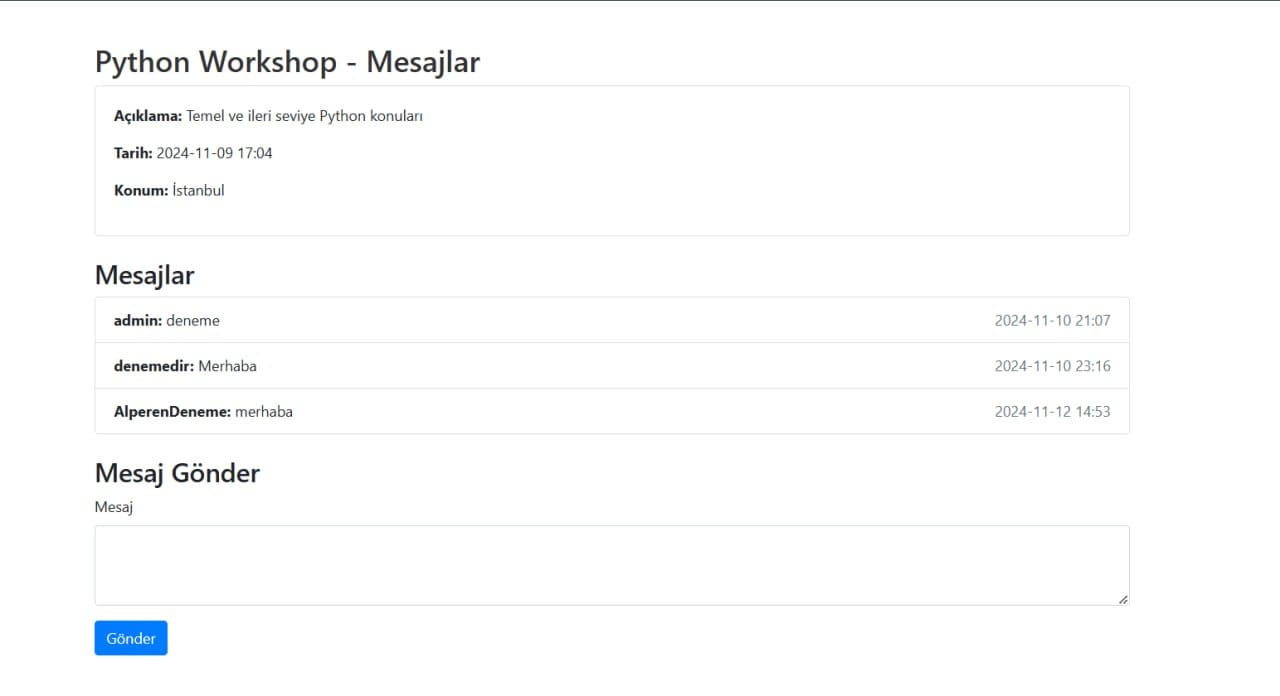 Python Workshop - Mesajlar
Açıklama: Temel ve ileri seviye Python konuları
Tarih: 2024-11-09 17:04
Konum: İstanbul
Mesajlar
admin: deneme 2024-11-10 21:07
denemedir: Merhaba 2024-11-10 23:16
AlperenDeneme: merhaba 2024-11-12 14:53
Mesaj Gönder
Mesaj
Gönder